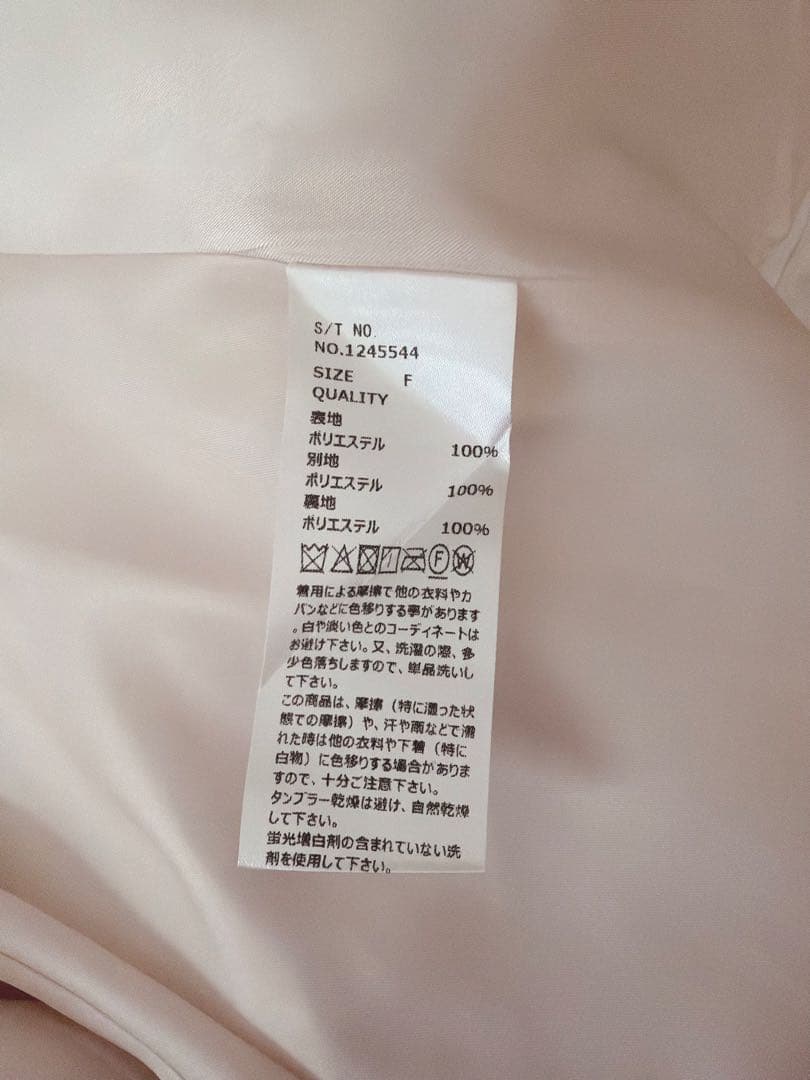 S/T NO.
NO.1245544
SIZE F
QUALITY
表地
ポリエステル 100%
別地
ポリエステル 100%
裏地
ポリエステル 100%
F W
着用による摩擦で他の衣料やカ
バンなどに色移りする事があります
。白や淡い色とのコーディネートは
お避け下さい。又、洗濯の際、多
少色落ちしますので、単品洗いし
て下さい。
この商品は、摩擦(特に湿った状
態での摩擦)や、汗や雨などで濡
れた時は他の衣料や下着(特に
白物)に色移りする場合がありま
すので、十分ご注意下さい。
タンブラー乾燥は避け、自然乾燥
して下さい。
蛍光増白剤の含まれていない洗
剤を使用して下さい。